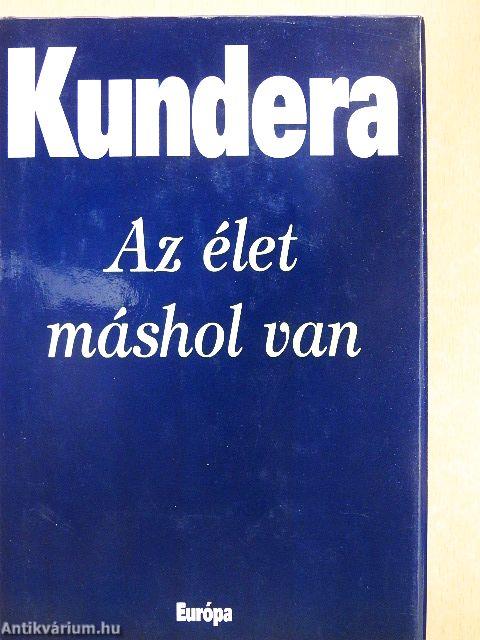 Kundera
Az élet
máshol van
Európa
Antikvárium.hu